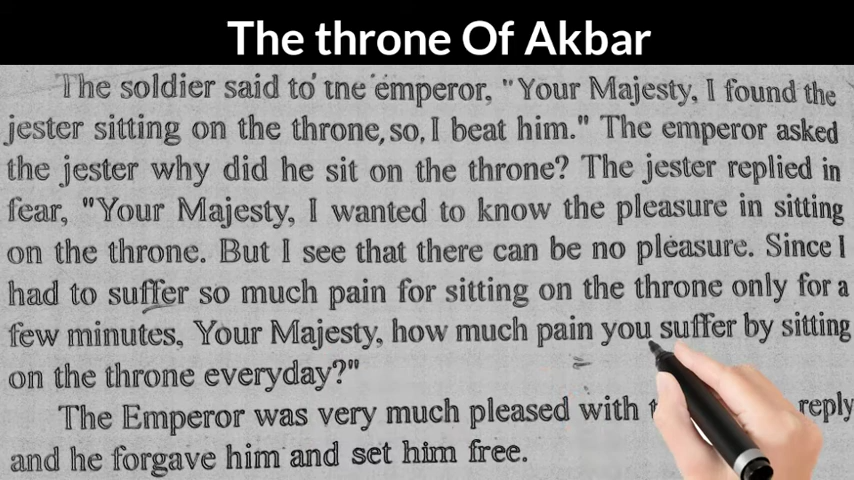 The throne Of Akbar
The soldier said to the emperor, "Your Majesty, I found the
jester sitting on the throne, so, I beat him." The emperor asked
the jester why did he sit on the throne? The jester replied in
fear, "Your Majesty, I wanted to know the pleasure in sitting
on the throne. But I see that there can be no pleasure. Since I
had to suffer so much pain for sitting on the throne only for a
few minutes, Your Majesty, how much pain you suffer by sitting
on the throne everyday?"
The Emperor was very much pleased with reply
and he forgave him and set him free.